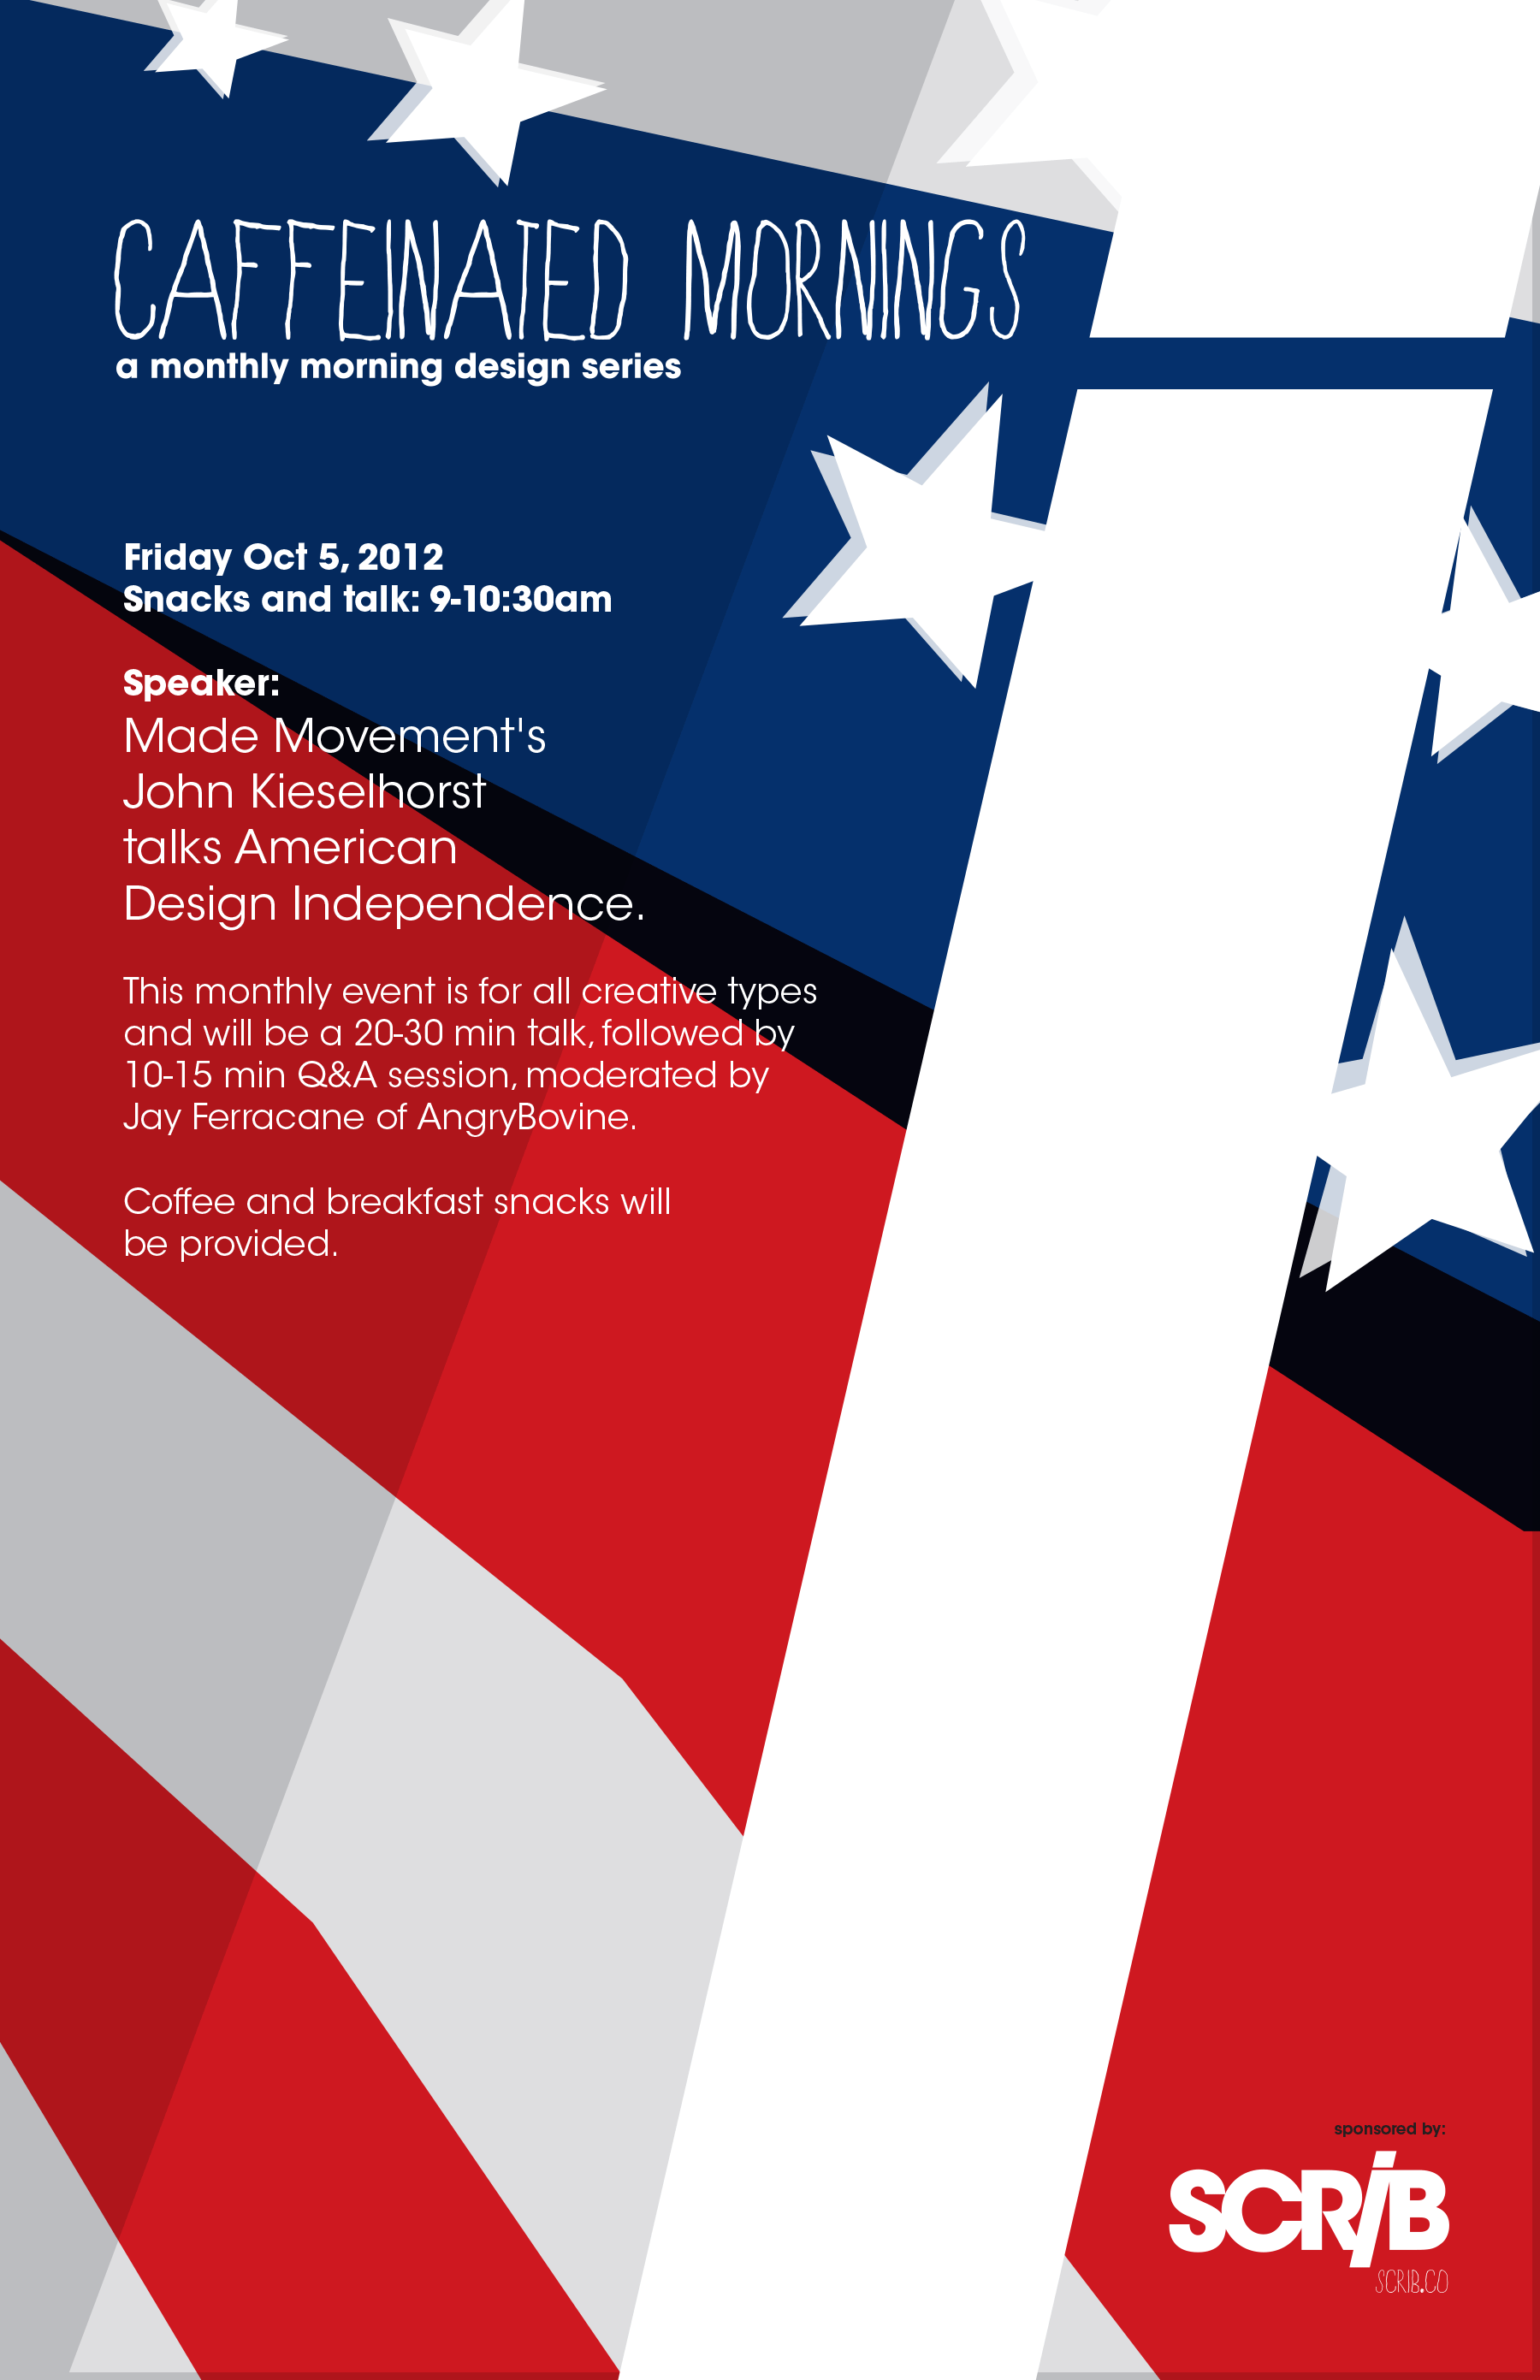 CAFFEINATED MORNINGS
a monthly morning design series
Friday Oct 5, 2012
Snacks and talk: 9-10:30am
Speaker:
Made Movement's
John Kieselhorst
talks American
Design Independence.
This monthly event is for all creative types
and will be a 20-30 min talk, followed by
10-15 min Q&A session, moderated by
Jay Ferracane of AngryBovine.
Coffee and breakfast snacks will
be provided.
sponsored by:
SCRiB
SCRIB.CO